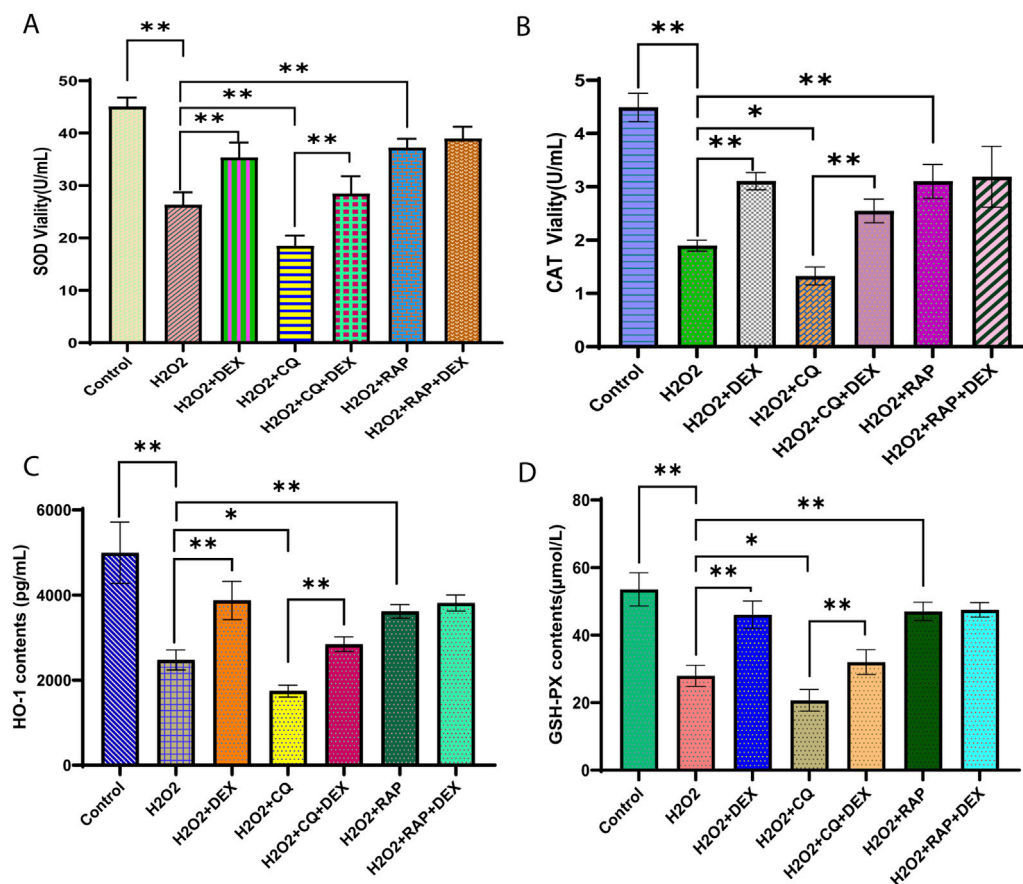 A
**
**
**
**
**
SOD Viality(U/mL)
50
40
30
20
10
0
Control
H2O2
H2O2+DEX
H2O2+CQ
H2O2+CQ+DEX
H2O2+RAP
H2O2+RAP+DEX
B
**
**
*
**
**
CAT Viality(U/mL)
5
4
3
2
1
0
Control
H2O2
H2O2+DEX
H2O2+CQ
H2O2+CQ+DEX
H2O2+RAP
H2O2+RAP+DEX
C
**
**
*
**
**
HO-1 contents (pg/mL)
6000
4000
2000
0
Control
H2O2
H2O2+DEX
H2O2+CQ
H2O2+CQ+DEX
H2O2+RAP
H2O2+RAP+DEX
D
**
**
*
**
**
GSH-PX contents(μmol/L)
80
60
40
20
0
Control
H2O2
H2O2+DEX
H2O2+CQ
H2O2+CQ+DEX
H2O2+RAP
H2O2+RAP+DEX